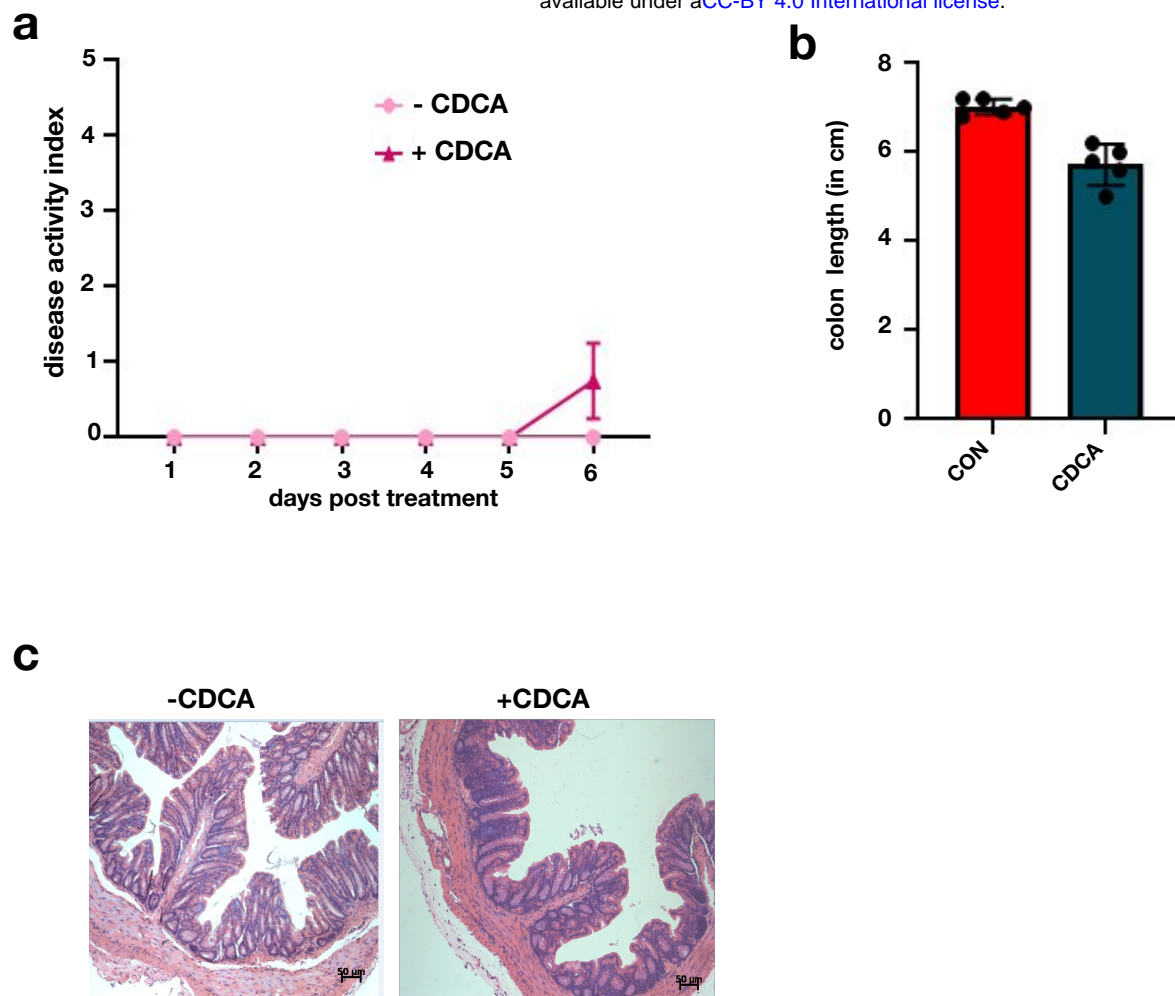 available under aCC-BY 4.0 International license.
a
5
4
3
2
1
0
disease activity index
- CDCA
+ CDCA
1 2 3 4 5 6
days post treatment
b
8
6
4
2
0
colon length (in cm)
CON CDCA
c
-CDCA +CDCA
50 µm 50 µm